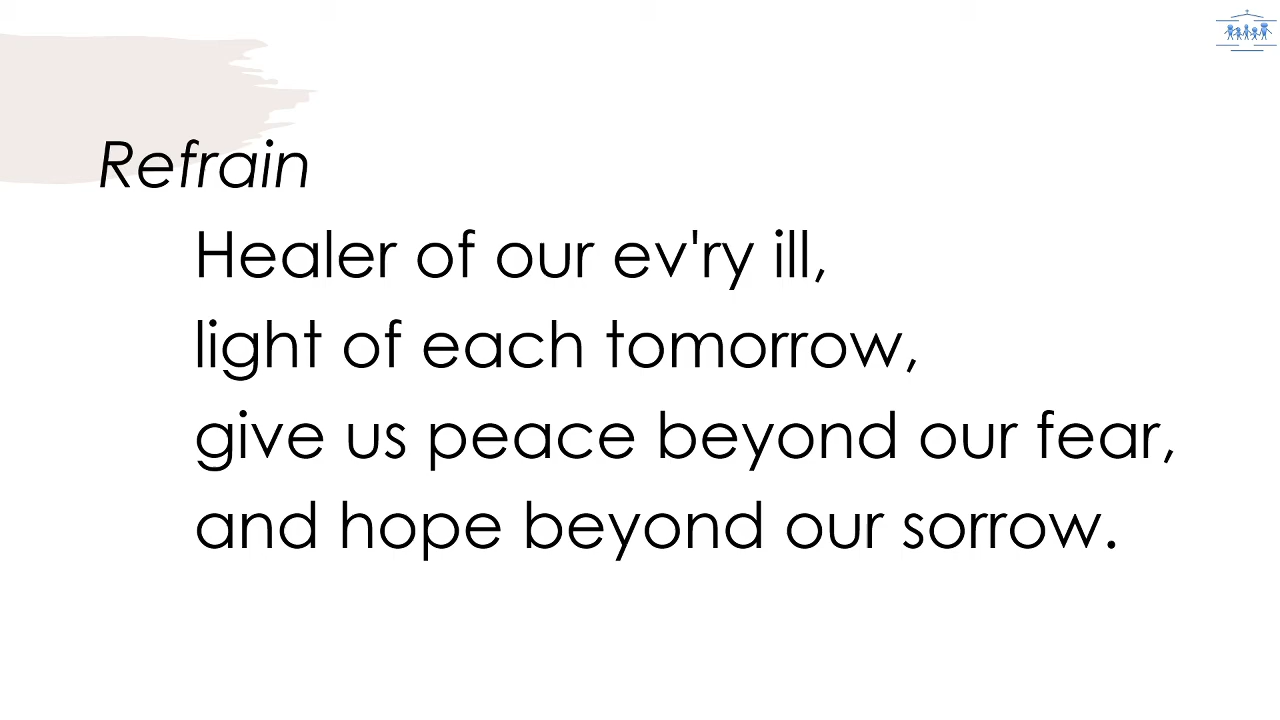 Refrain
Healer of our ev'ry ill,
light of each tomorrow,
give us peace beyond our fear,
and hope beyond our sorrow.